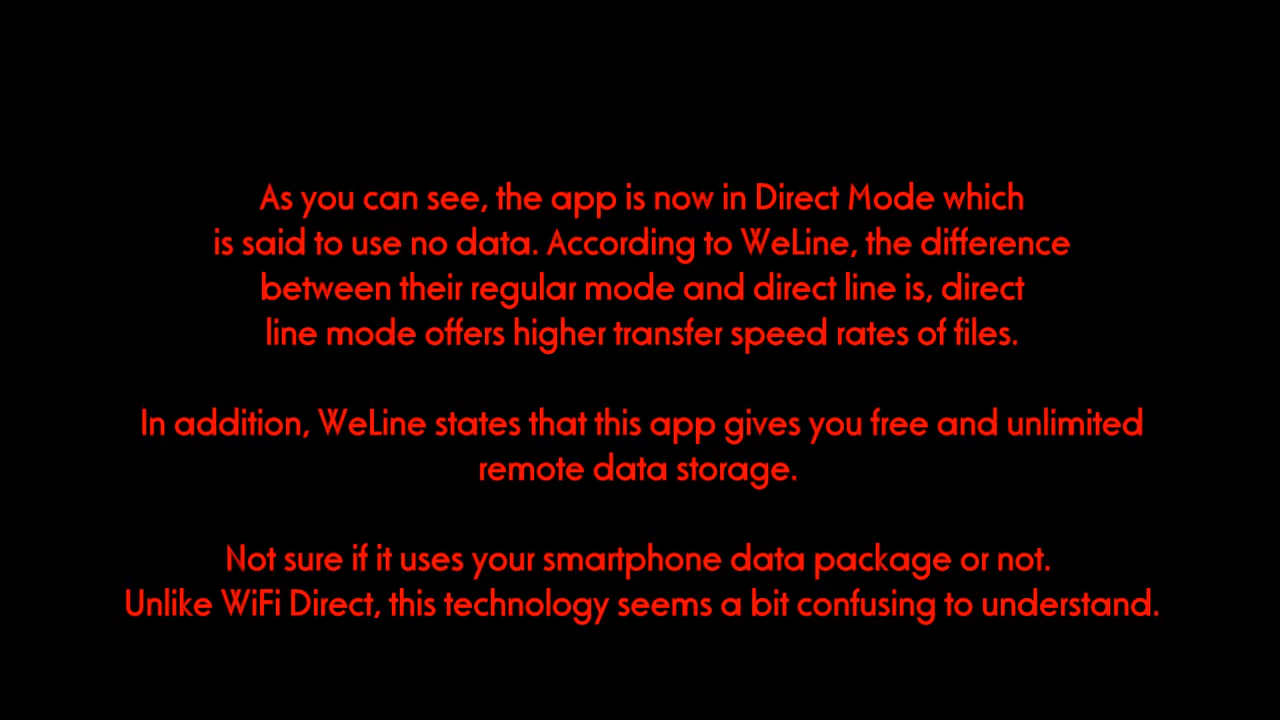 As you can see, the app is now in Direct Mode which
is said to use no data. According to WeLine, the difference
between their regular mode and direct line is, direct
line mode offers higher transfer speed rates of files.
In addition, WeLine states that this app gives you free and unlimited
remote data storage.
Not sure if it uses your smartphone data package or not.
Unlike WiFi Direct, this technology seems a bit confusing to understand.